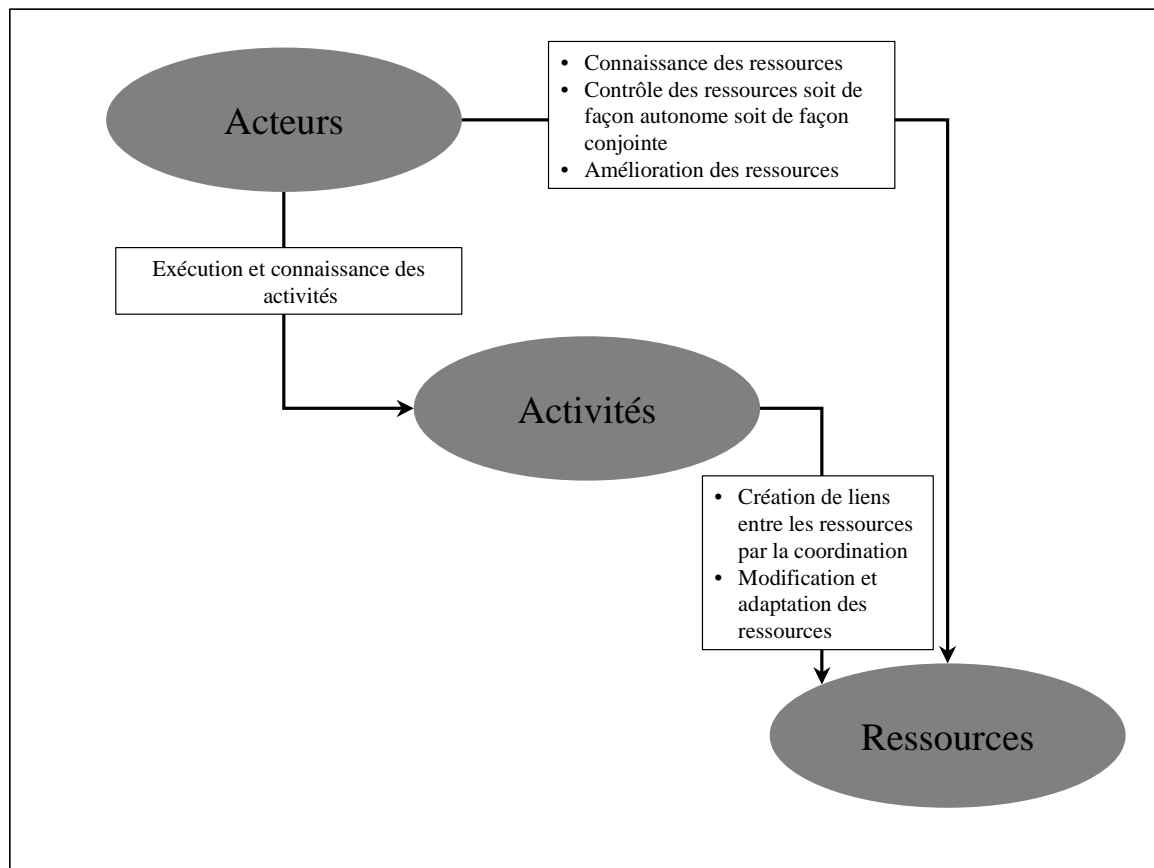 Acteurs
• Connaissance des ressources
• Contrôle des ressources soit de
façon autonome soit de façon
conjointe
• Amélioration des ressources
Exécution et connaissance des
activités
Activités
• Création de liens
entre les ressources
par la coordination
• Modification et
adaptation des
ressources
Ressources